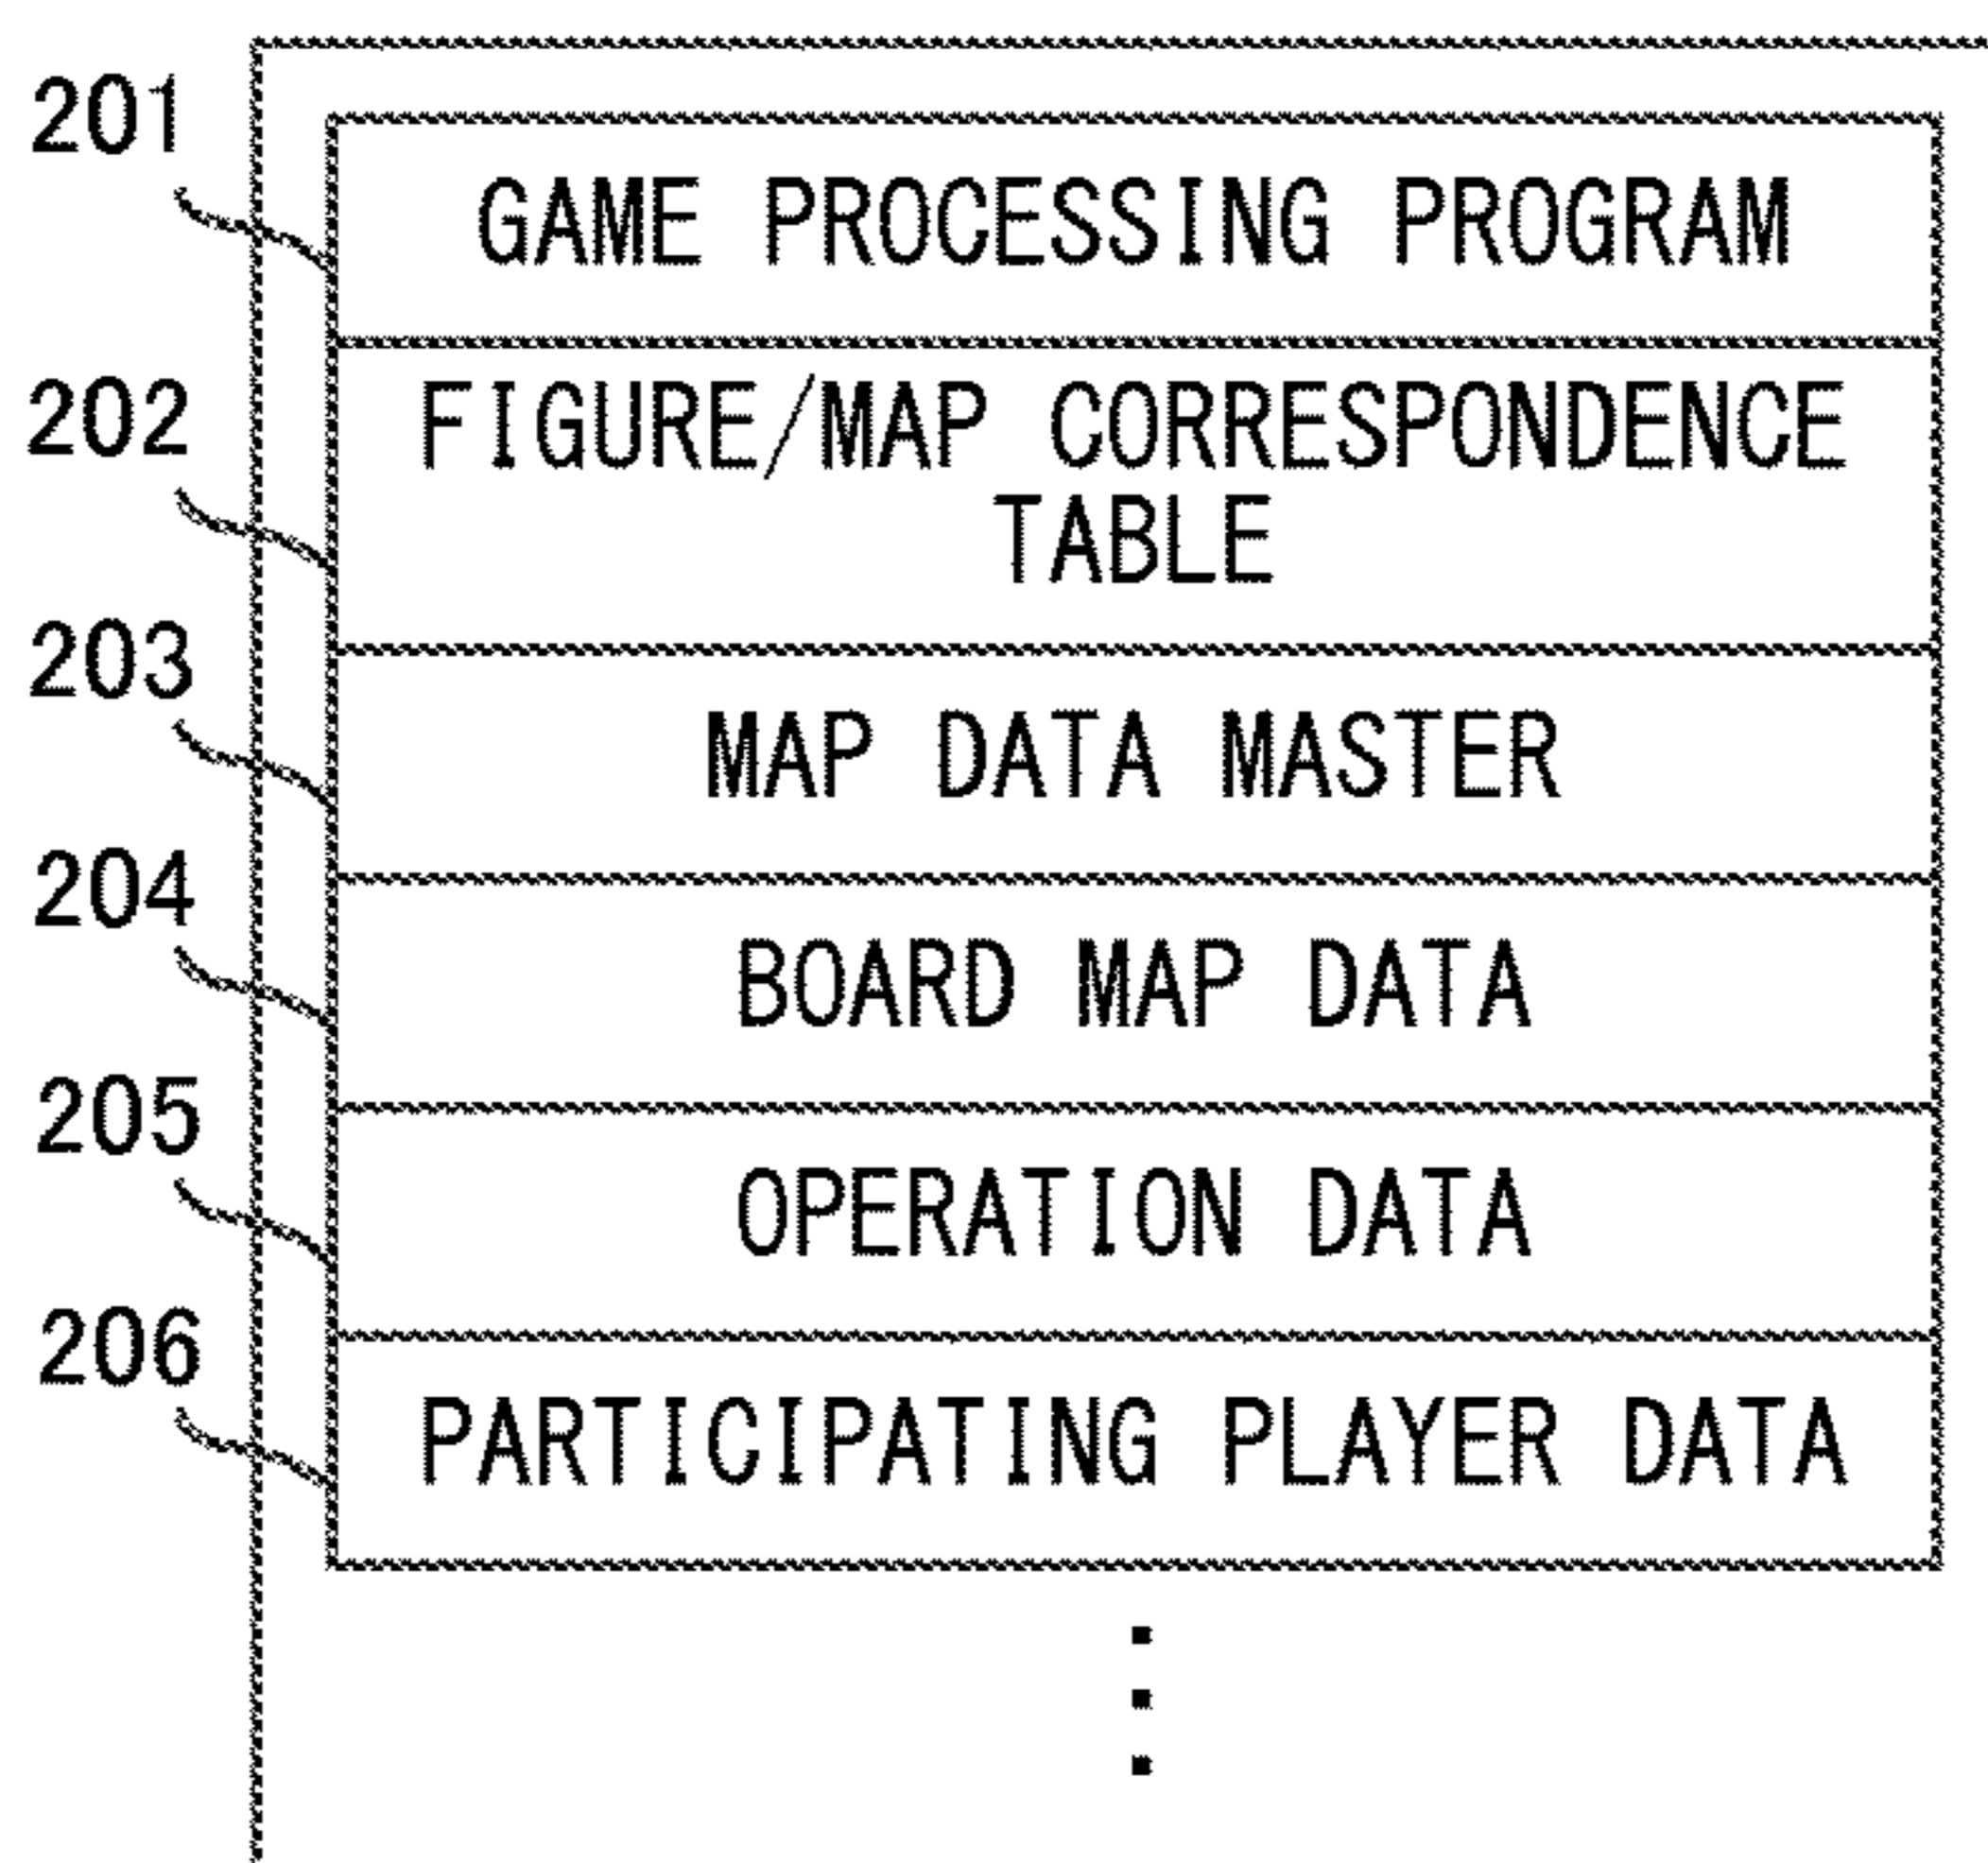 201
GAME PROCESSING PROGRAM
202
FIGURE/MAP CORRESPONDENCE
TABLE
203
MAP DATA MASTER
204
BOARD MAP DATA
205
OPERATION DATA
206
PARTICIPATING PLAYER DATA